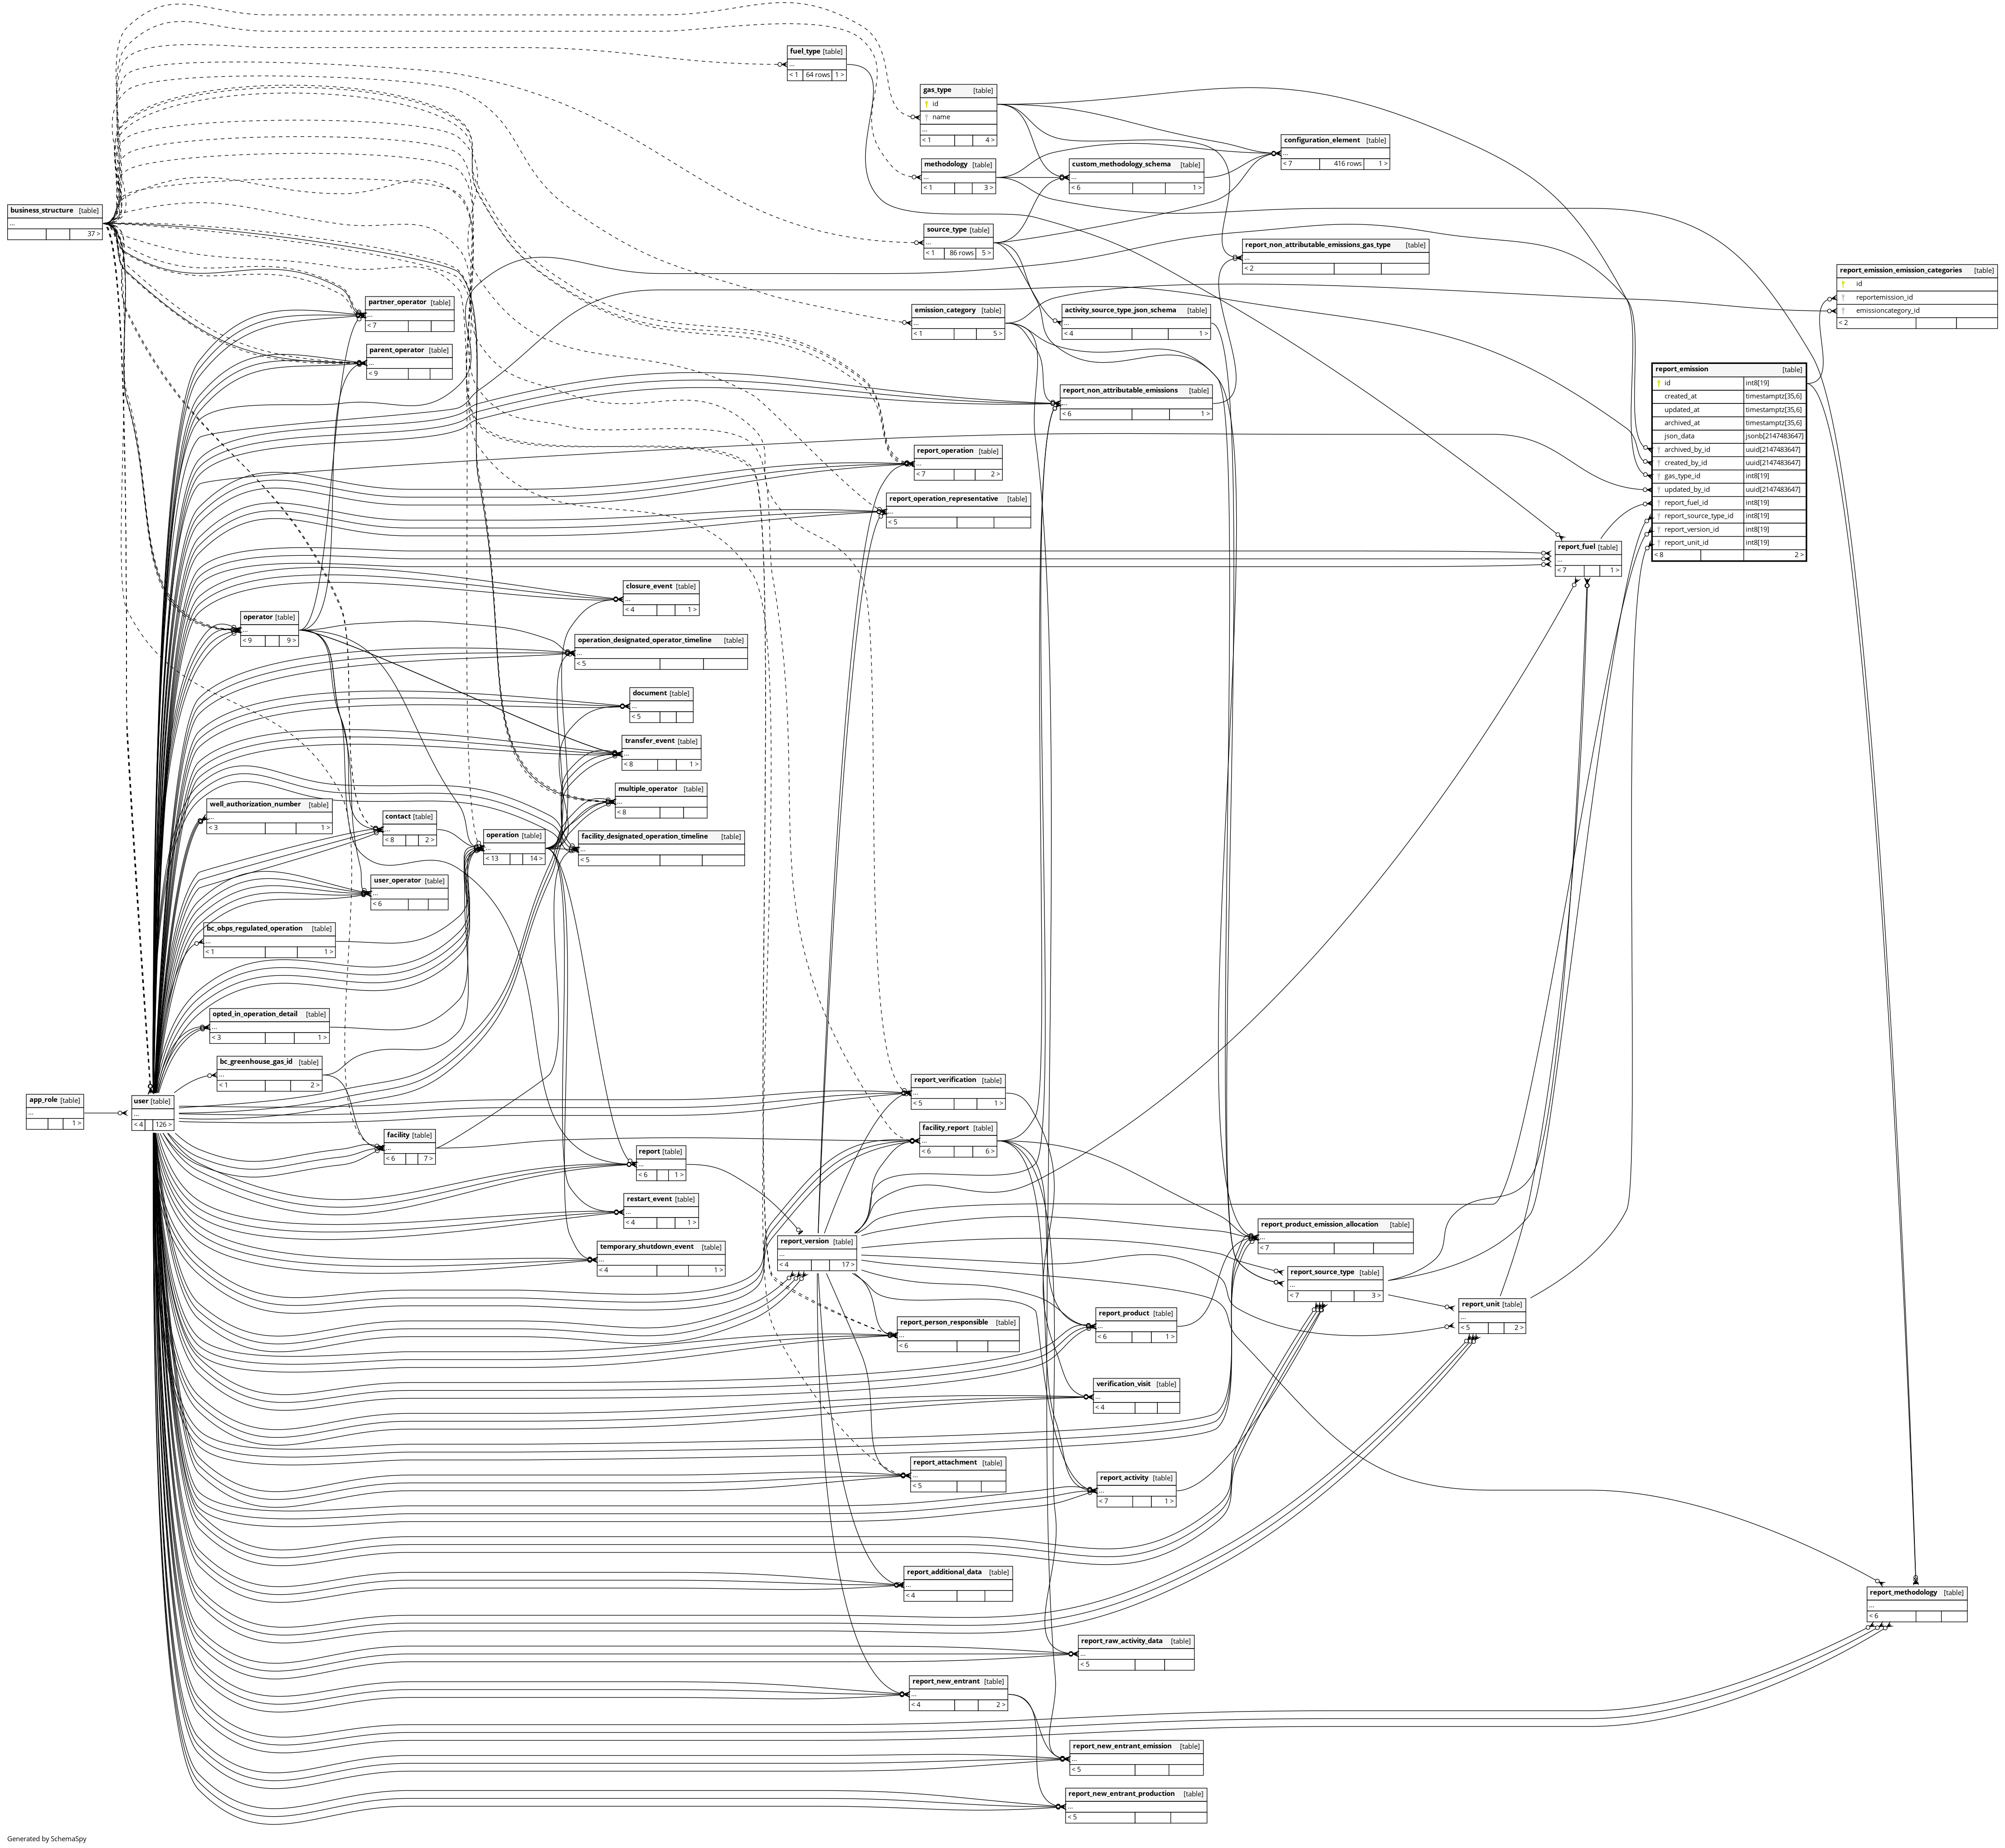 fuel_type [table]
...
< 1 64 rows 1 >
gas_type [table]
id
name
...
< 1 4 >
configuration_element [table]
...
< 7 416 rows 1 >
methodology [table]
...
< 1 3 >
custom_methodology_schema [table]
...
< 6 1 >
business_structure [table]
...
37 >
source_type [table]
...
< 1 86 rows 5 >
report_non_attributable_emissions_gas_type [table]
...
< 2
report_emission_emission_categories [table]
id
reportemission_id
emissioncategory_id
< 2
partner_operator [table]
...
< 7
emission_category [table]
...
< 1 5 >
activity_source_type_json_schema [table]
...
< 4 1 >
parent_operator [table]
...
< 9
report_emission [table]
id int8[19]
created_at timestamptz[35,6]
updated_at timestamptz[35,6]
archived_at timestamptz[35,6]
json_data jsonb[2147483647]
archived_by_id uuid[2147483647]
created_by_id uuid[2147483647]
gas_type_id int8[19]
updated_by_id uuid[2147483647]
report_fuel_id int8[19]
report_source_type_id int8[19]
report_version_id int8[19]
report_unit_id int8[19]
< 8 2 >
report_non_attributable_emissions [table]
...
< 6 1 >
report_operation [table]
...
< 7 2 >
report_operation_representative [table]
...
< 5
report_fuel [table]
...
< 7 1 >
closure_event [table]
...
< 4 1 >
operator [table]
...
< 9 9 >
operation_designated_operator_timeline [table]
...
< 5
document [table]
...
< 5
transfer_event [table]
...
< 8 1 >
multiple_operator [table]
...
< 8
well_authorization_number [table]
...
< 3 1 >
contact [table]
...
< 8 2 >
operation [table]
...
< 13 14 >
facility_designated_operation_timeline [table]
...
< 5
user_operator [table]
...
< 6
bc_obps_regulated_operation [table]
...
< 1 1 >
opted_in_operation_detail [table]
...
< 3 1 >
bc_greenhouse_gas_id [table]
...
< 1 2 >
app_role [table]
...
1 >
user [table]
...
< 4 126 >
report_verification [table]
...
< 5 1 >
facility [table]
...
< 6 7 >
facility_report [table]
...
< 6 6 >
report [table]
...
< 6 1 >
restart_event [table]
...
< 4 1 >
temporary_shutdown_event [table]
...
< 4 1 >
report_version [table]
...
< 4 17 >
report_product_emission_allocation [table]
...
< 7
report_source_type [table]
...
< 7 3 >
report_unit [table]
...
< 5 2 >
report_person_responsible [table]
...
< 6
report_product [table]
...
< 6 1 >
verification_visit [table]
...
< 4
report_attachment [table]
...
< 5
report_activity [table]
...
< 7 1 >
report_additional_data [table]
...
< 4
report_methodology [table]
...
< 6
report_raw_activity_data [table]
...
< 5
report_new_entrant [table]
...
< 4 2 >
report_new_entrant_emission [table]
...
< 5
report_new_entrant_production [table]
...
< 5
Generated by SchemaSpy